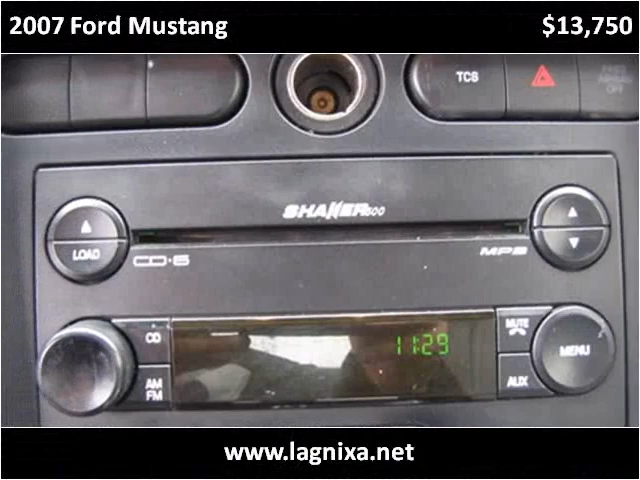 2007 Ford Mustang $13,750
TCS
OFF
SHAKER500
LOAD
CD·6 MP3
CD
11:29
MUTE
MENU
AM
FM
AUX
www.lagnixa.net